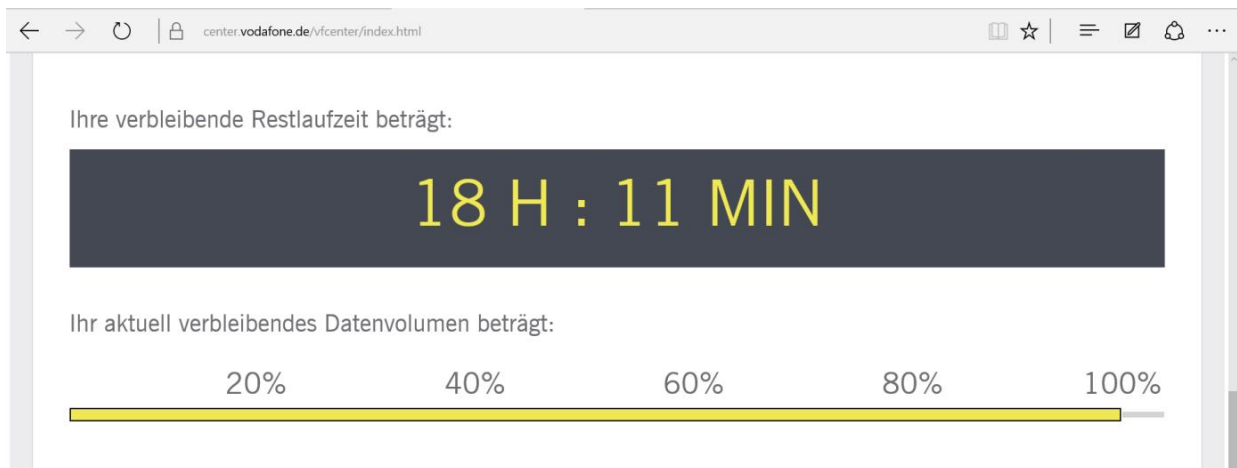 center.vodafone.de/vfcenter/index.html
Ihre verbleibende Restlaufzeit beträgt:
18 H : 11 MIN
Ihr aktuell verbleibendes Datenvolumen beträgt:
20% 40% 60% 80% 100%